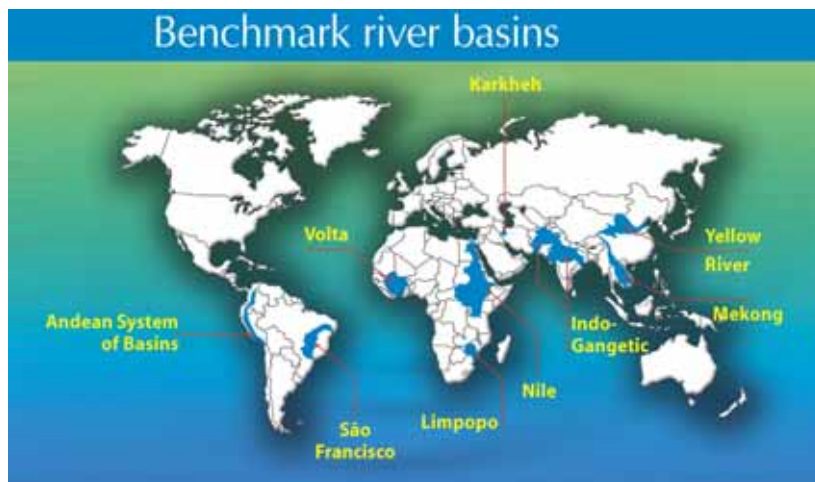 Benchmark river basins
Karkheh
Volta
Yellow
River
Andean System
of Basins
Indo-
Gangetic
Mekong
Nile
Limpopo
São
Francisco